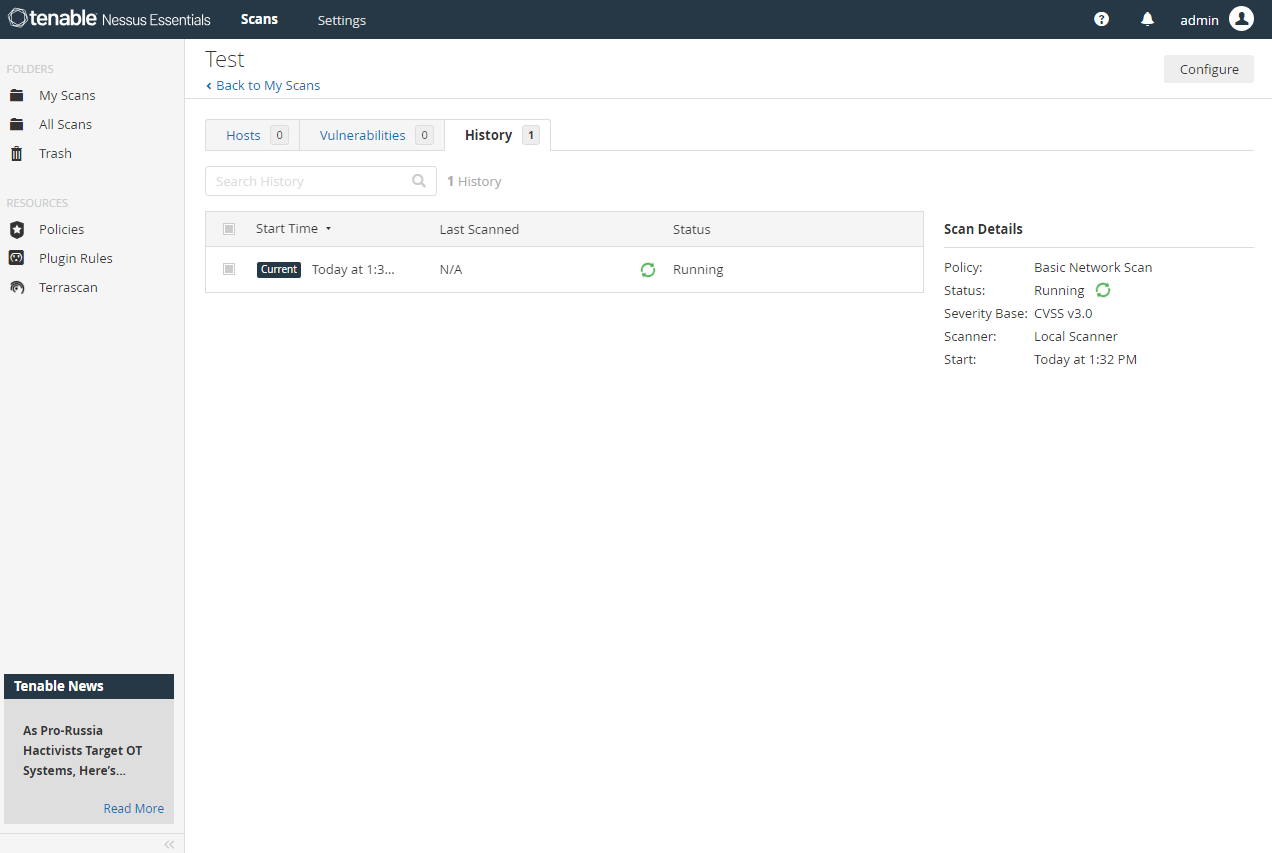 tenable Nessus Essentials Scans Settings ? admin
FOLDERS
My Scans
All Scans
Trash
RESOURCES
Policies
Plugin Rules
Terrascan
Tenable News
As Pro-Russia
Hactivists Target OT
Systems, Here's...
Read More
Test
Back to My Scans
Configure
Hosts 0 Vulnerabilities 0 History 1
Search History 1 History
Start Time Last Scanned Status
Current Today at 1:3... N/A Running
Scan Details
Policy: Basic Network Scan
Status: Running
Severity Base: CVSS v3.0
Scanner: Local Scanner
Start: Today at 1:32 PM